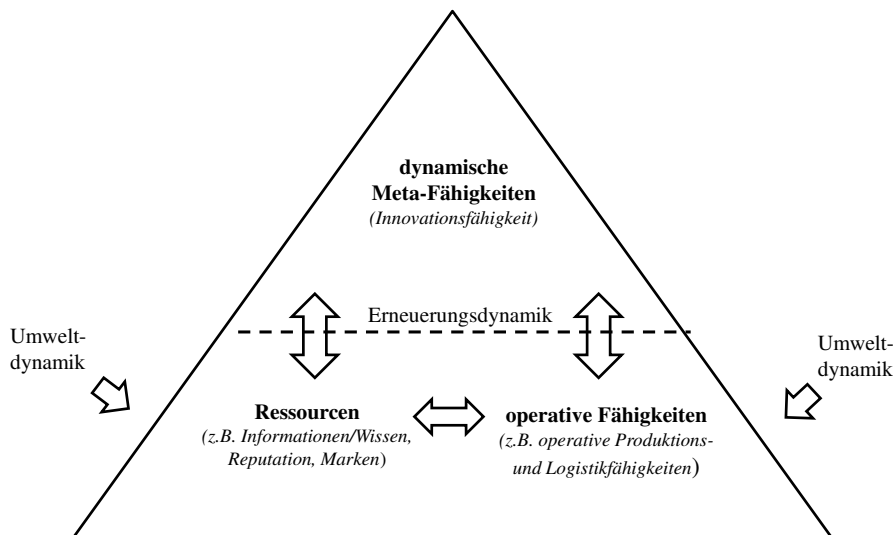 dynamische
Meta-Fähigkeiten
(Innovationsfähigkeit)
Erneuerungsdynamik
Umwelt-
dynamik
Umwelt-
dynamik
Ressourcen
(z.B. Informationen/Wissen,
Reputation, Marken)
operative Fähigkeiten
(z.B. operative Produktions-
und Logistikfähigkeiten)